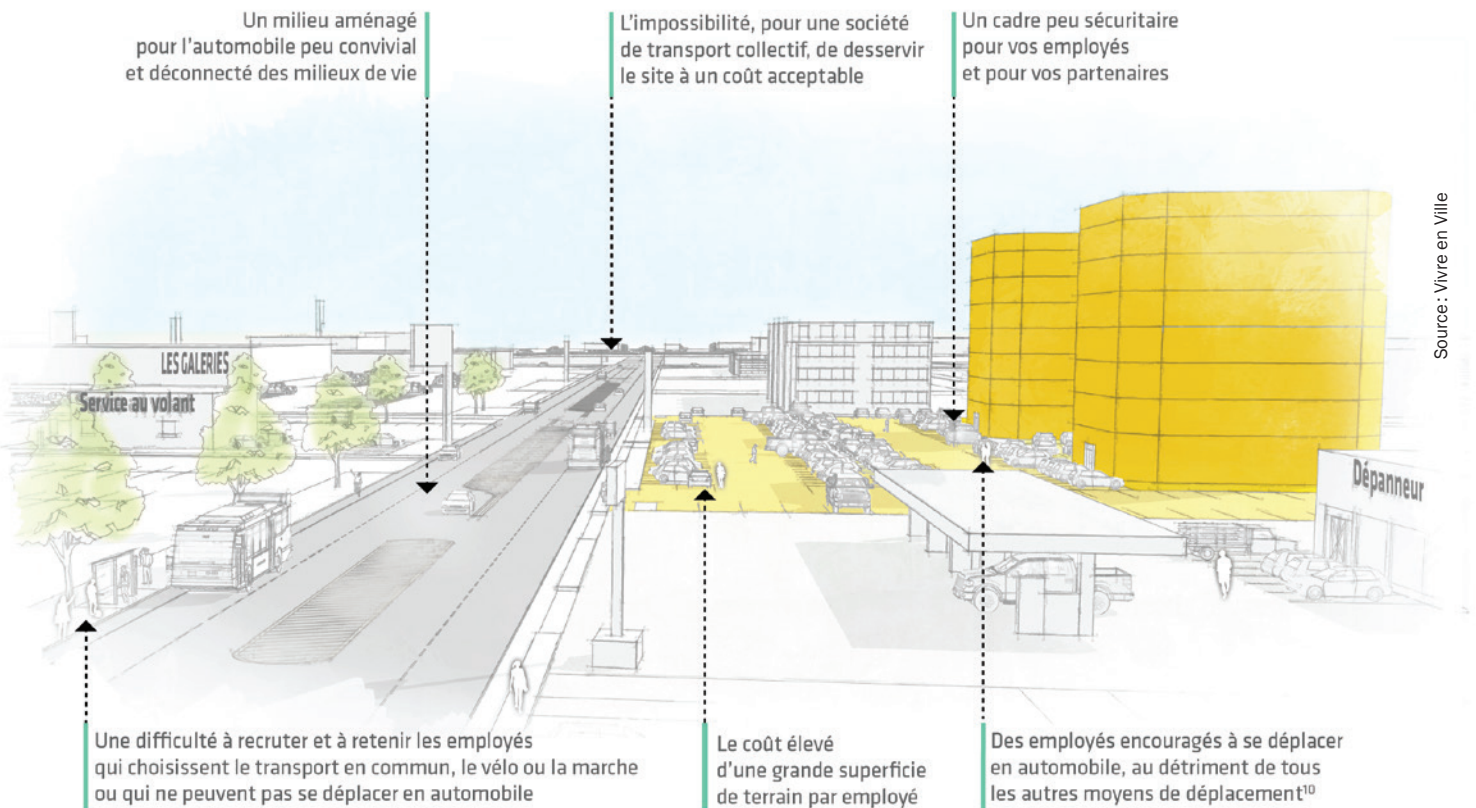 Un milieu aménagé
pour l'automobile peu convivial
et déconnecté des milieux de vie
L'impossibilité, pour une société
de transport collectif, de desservir
le site à un coût acceptable
Un cadre peu sécuritaire
pour vos employés
et pour vos partenaires
Source : Vivre en Ville
LES GALERIES
Service au volant
Dépanneur
Une difficulté à recruter et à retenir les employés
qui choisissent le transport en commun, le vélo ou la marche
ou qui ne peuvent pas se déplacer en automobile
Le coût élevé
d'une grande superficie
de terrain par employé
Des employés encouragés à se déplacer
en automobile, au détriment de tous
les autres moyens de déplacement¹⁰